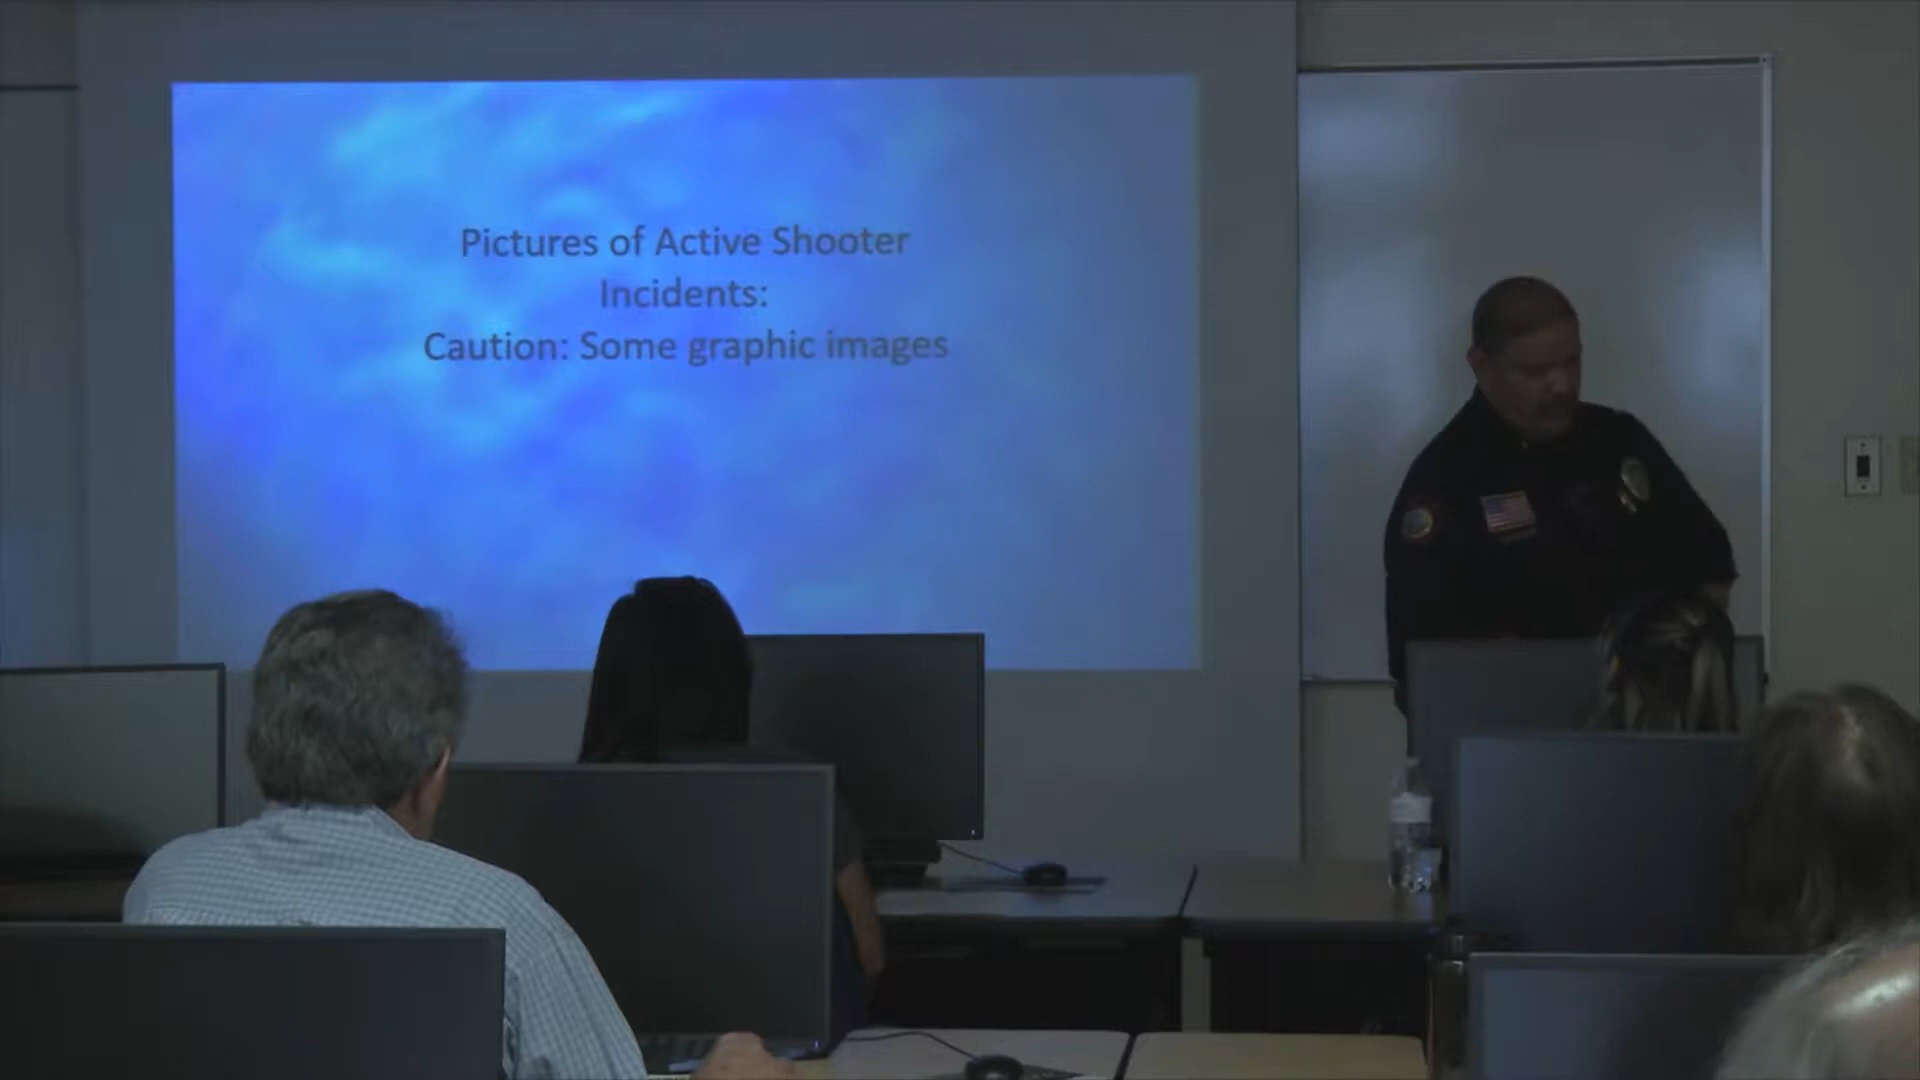 Pictures of Active Shooter
Incidents:
Caution: Some graphic images